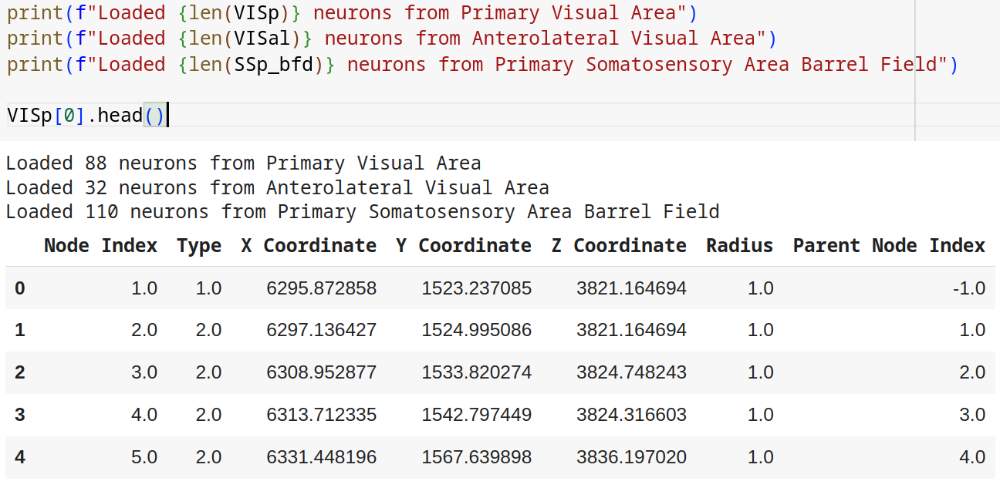 print(f"Loaded {len(VISp)} neurons from Primary Visual Area")
print(f"Loaded {len(VISal)} neurons from Anterolateral Visual Area")
print(f"Loaded {len(SSp_bfd)} neurons from Primary Somatosensory Area Barrel Field")
VISp[0].head()
Loaded 88 neurons from Primary Visual Area
Loaded 32 neurons from Anterolateral Visual Area
Loaded 110 neurons from Primary Somatosensory Area Barrel Field
Node Index Type X Coordinate Y Coordinate Z Coordinate Radius Parent Node Index
0 1.0 1.0 6295.872858 1523.237085 3821.164694 1.0 -1.0
1 2.0 2.0 6297.136427 1524.995086 3821.164694 1.0 1.0
2 3.0 2.0 6308.952877 1533.820274 3824.748243 1.0 2.0
3 4.0 2.0 6313.712335 1542.797449 3824.316603 1.0 3.0
4 5.0 2.0 6331.448196 1567.639898 3836.197020 1.0 4.0